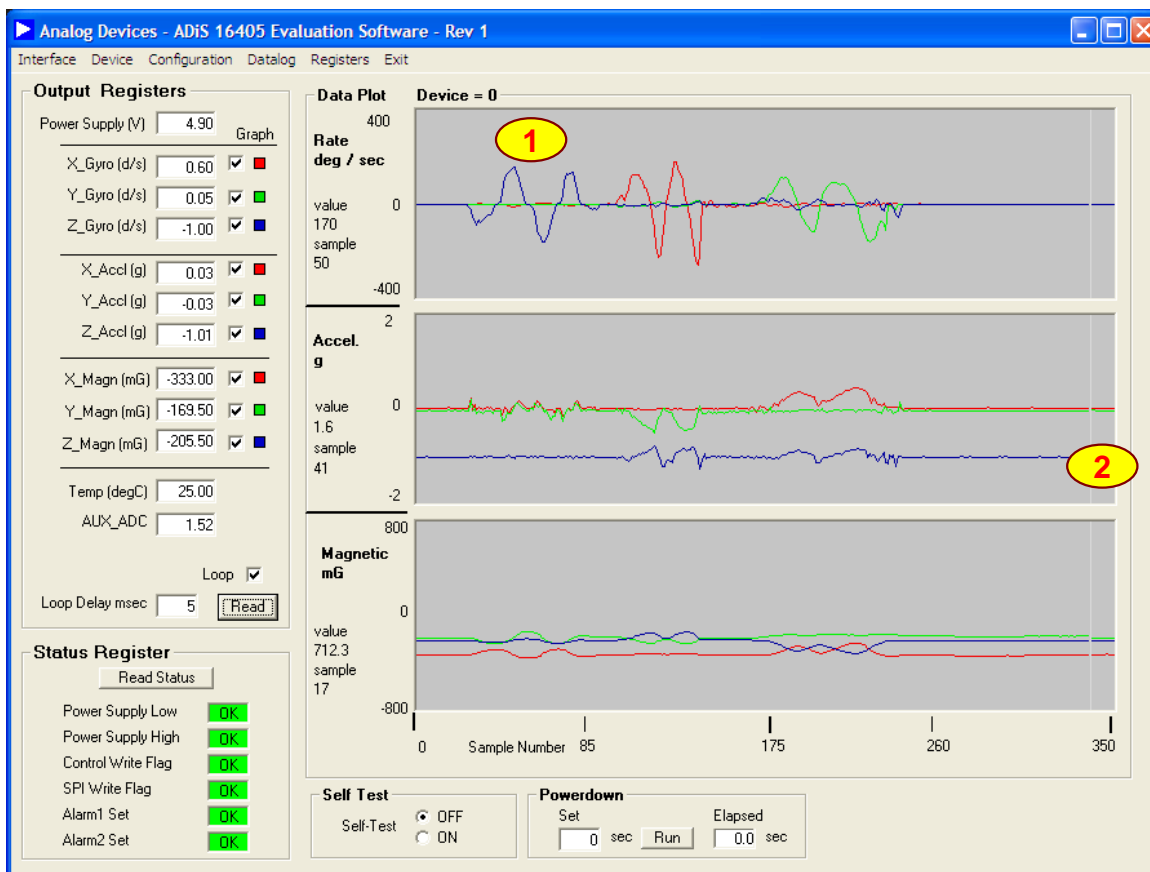 Analog Devices - ADiS 16405 Evaluation Software - Rev 1
Interface Device Configuration Datalog Registers Exit
Output Registers
Power Supply (V) 4.90
Graph
X_Gyro (d/s) 0.60
Y_Gyro (d/s) 0.05
Z_Gyro (d/s) -1.00
X_Accl (g) 0.03
Y_Accl (g) -0.03
Z_Accl (g) -1.01
X_Magn (mG) -333.00
Y_Magn (mG) -169.50
Z_Magn (mG) -205.50
Temp (degC) 25.00
AUX_ADC 1.52
Loop
Loop Delay msec 5 Read
Status Register
Read Status
Power Supply Low OK
Power Supply High OK
Control Write Flag OK
SPI Write Flag OK
Alarm1 Set OK
Alarm2 Set OK
Data Plot Device = 0
400
Rate
deg / sec
1
value 0
170
sample
50
-400
2
Accel.
g
value 0
1.6
sample
41
2
-2
800
Magnetic
mG
0
value
712.3
sample
17
-800
0 Sample Number 85 175 260 350
Self Test
Self-Test OFF
ON
Powerdown
Set Elapsed
0 sec Run 0.0 sec